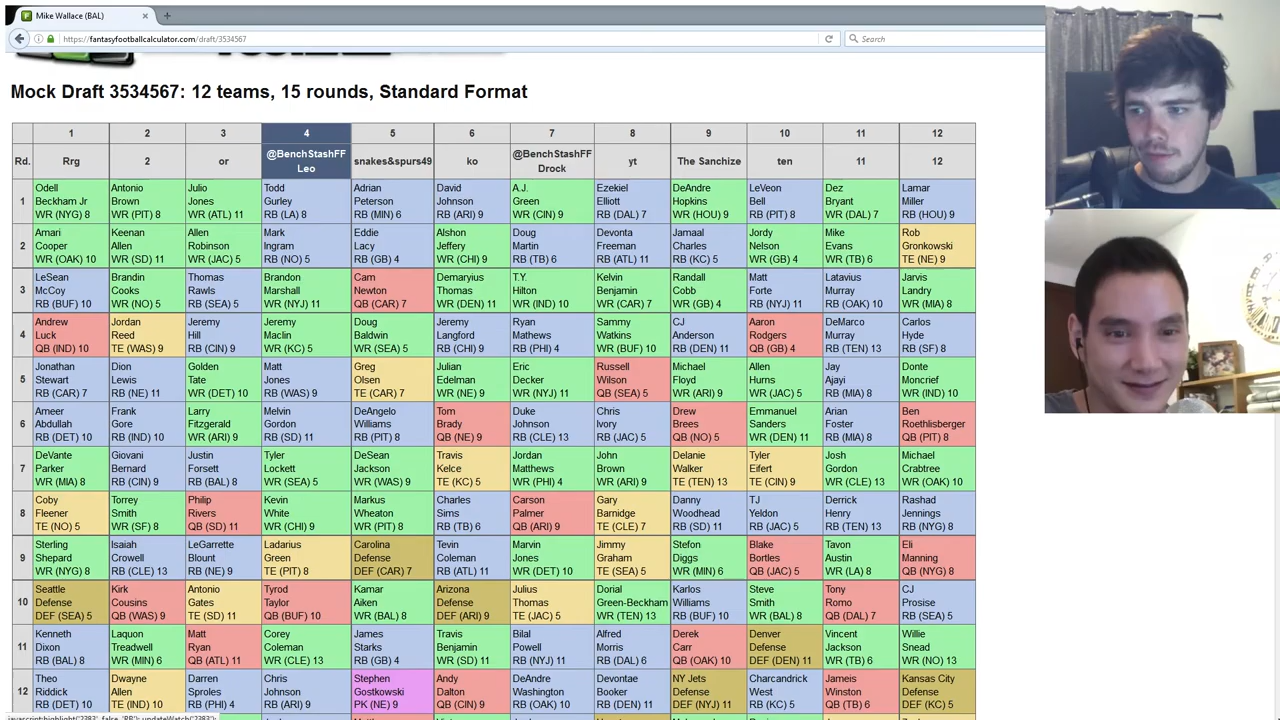 Mike Wallace (BAL)
https://fantasyfootballcalculator.com/draft/3534567
Search
Mock Draft 3534567: 12 teams, 15 rounds, Standard Format
1 2 3 4 5 6 7 8 9 10 11 12
Rd. Rrg 2 or @BenchStashFF Leo snakes&spurs49 ko @BenchStashFF Drock yt The Sanchize ten 11 12
1
Odell Antonio Julio Todd Adrian David A.J. Ezekiel DeAndre LeVeon Dez Lamar
Beckham Jr Brown Jones Gurley Peterson Johnson Green Elliott Hopkins Bell Bryant Miller
WR (NYG) 8 WR (PIT) 8 WR (ATL) 11 RB (LA) 8 RB (MIN) 6 RB (ARI) 9 WR (CIN) 9 RB (DAL) 7 WR (HOU) 9 RB (PIT) 8 WR (DAL) 7 RB (HOU) 9
2
Amari Keenan Allen Mark Eddie Alshon Doug Devonta Jamaal Jordy Mike Rob
Cooper Allen Robinson Ingram Lacy Jeffery Martin Freeman Charles Nelson Evans Gronkowski
WR (OAK) 10 WR (SD) 11 WR (JAC) 5 RB (NO) 5 RB (GB) 4 WR (CHI) 9 RB (TB) 6 RB (ATL) 11 RB (KC) 5 WR (GB) 4 WR (TB) 6 TE (NE) 9
3
LeSean Brandin Thomas Brandon Cam Demaryius T.Y. Kelvin Randall Matt Latavius Jarvis
McCoy Cooks Rawls Marshall Newton Thomas Hilton Benjamin Cobb Forte Murray Landry
RB (BUF) 10 WR (NO) 5 RB (SEA) 5 WR (NYJ) 11 QB (CAR) 7 WR (DEN) 11 WR (IND) 10 WR (CAR) 7 WR (GB) 4 RB (NYJ) 11 RB (OAK) 10 WR (MIA) 8
4
Andrew Jordan Jeremy Jeremy Doug Jeremy Ryan Sammy CJ Aaron DeMarco Carlos
Luck Reed Hill Maclin Baldwin Langford Mathews Watkins Anderson Rodgers Murray Hyde
QB (IND) 10 TE (WAS) 9 RB (CIN) 9 WR (KC) 5 WR (SEA) 5 RB (CHI) 9 RB (PHI) 4 WR (BUF) 10 RB (DEN) 11 QB (GB) 4 RB (TEN) 13 RB (SF) 8
5
Jonathan Dion Golden Matt Greg Julian Eric Russell Michael Allen Jay Donte
Stewart Lewis Tate Jones Olsen Edelman Decker Wilson Floyd Hurns Ajayi Moncrief
RB (CAR) 7 RB (NE) 11 WR (DET) 10 RB (WAS) 9 TE (CAR) 7 WR (NE) 9 WR (NYJ) 11 QB (SEA) 5 WR (ARI) 9 WR (JAC) 5 RB (MIA) 8 WR (IND) 10
6
Ameer Frank Larry Melvin DeAngelo Tom Duke Chris Drew Emmanuel Arian Ben
Abdullah Gore Fitzgerald Gordon Williams Brady Johnson Ivory Brees Sanders Foster Roethlisberger
RB (DET) 10 RB (IND) 10 WR (ARI) 9 RB (SD) 11 RB (PIT) 8 QB (NE) 9 RB (CLE) 13 RB (JAC) 5 QB (NO) 5 WR (DEN) 11 RB (MIA) 8 QB (PIT) 8
7
DeVante Giovani Justin Tyler DeSean Travis Jordan John Delanie Tyler Josh Michael
Parker Bernard Forsett Lockett Jackson Kelce Matthews Brown Walker Eifert Gordon Crabtree
WR (MIA) 8 RB (CIN) 9 RB (BAL) 8 WR (SEA) 5 WR (WAS) 9 TE (KC) 5 WR (PHI) 4 WR (ARI) 9 TE (TEN) 13 TE (CIN) 9 WR (CLE) 13 WR (OAK) 10
8
Coby Torrey Philip Kevin Markus Charles Carson Gary Danny TJ Derrick Rashad
Fleener Smith Rivers White Wheaton Sims Palmer Barnidge Woodhead Yeldon Henry Jennings
TE (NO) 5 WR (SF) 8 QB (SD) 11 WR (CHI) 9 WR (PIT) 8 RB (TB) 6 QB (ARI) 9 TE (CLE) 7 RB (SD) 11 RB (JAC) 5 RB (TEN) 13 RB (NYG) 8
9
Sterling Isaiah LeGarrette Ladarius Carolina Tevin Marvin Jimmy Stefon Blake Tavon Eli
Shepard Crowell Blount Green Defense Coleman Jones Graham Diggs Bortles Austin Manning
WR (NYG) 8 RB (CLE) 13 RB (NE) 9 TE (PIT) 8 DEF (CAR) 7 RB (ATL) 11 WR (DET) 10 TE (SEA) 5 WR (MIN) 6 QB (JAC) 5 WR (LA) 8 QB (NYG) 8
10
Seattle Kirk Antonio Tyrod Kamar Arizona Julius Dorial Karlos Steve Tony CJ
Defense Cousins Gates Taylor Aiken Defense Thomas Green-Beckham Williams Smith Romo Prosise
DEF (SEA) 5 QB (WAS) 9 TE (SD) 11 QB (BUF) 10 WR (BAL) 8 DEF (ARI) 9 TE (JAC) 5 WR (TEN) 13 RB (BUF) 10 WR (BAL) 8 QB (DAL) 7 RB (SEA) 5
11
Kenneth Laquon Matt Corey James Travis Bilal Alfred Derek Denver Vincent Willie
Dixon Treadwell Ryan Coleman Starks Benjamin Powell Morris Carr Defense Jackson Snead
RB (BAL) 8 WR (MIN) 6 QB (ATL) 11 WR (CLE) 13 RB (GB) 4 WR (SD) 11 RB (NYJ) 11 RB (DAL) 6 QB (OAK) 10 DEF (DEN) 11 WR (TB) 6 WR (NO) 13
12
Theo Dwayne Darren Chris Stephen Andy DeAndre Devontae NY Jets Charcandrick Jameis Kansas City
Riddick Allen Sproles Johnson Gostkowski Dalton Washington Booker Defense West Winston Defense
RB (DET) 10 TE (IND) 10 RB (PHI) 4 RB (ARI) 9 PK (NE) 9 QB (CIN) 9 RB (OAK) 10 RB (DEN) 11 DEF (NYJ) 11 RB (KC) 5 QB (TB) 6 DEF (KC) 5